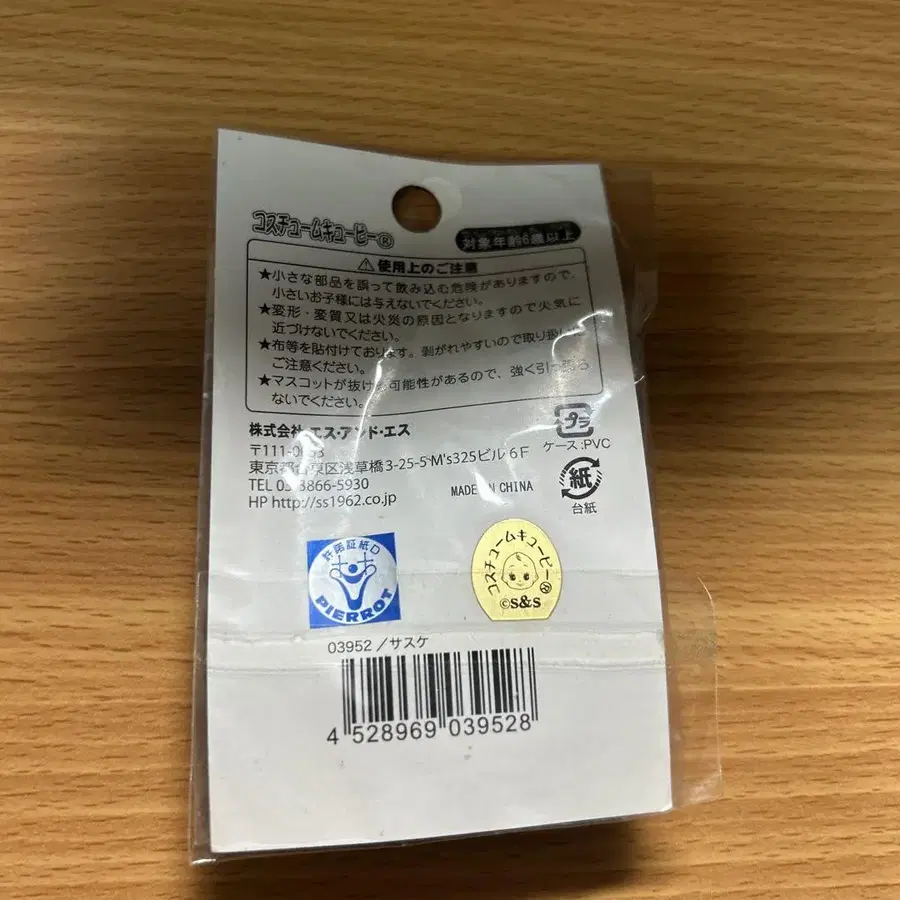 コスチュームキューピー®
対象年齢6歳以上
⚠使用上のご注意
★小さな部品を誤って飲み込む危険がありますので、
小さいお子様には与えないでください。
★変形・変質又は火災の原因となりますので火気に
近づけないでください。
★布等を貼付けております。剥がれやすいので取り扱いに
ご注意ください。
★マスコットが抜ける可能性があるので、強く引っ張ら
ないでください。
株式会社 エス・アンド・エス
〒111-0053
東京都台東区浅草橋3-25-5 M's325ビル 6F
TEL 03-3866-5930
HP http://ss1962.co.jp
MADE IN CHINA
プラ
ケース:PVC
紙
台紙
許諾証紙D
PIERROT
コスチュームキューピー®
©s&s
03952/サスケ
4 528969 039528